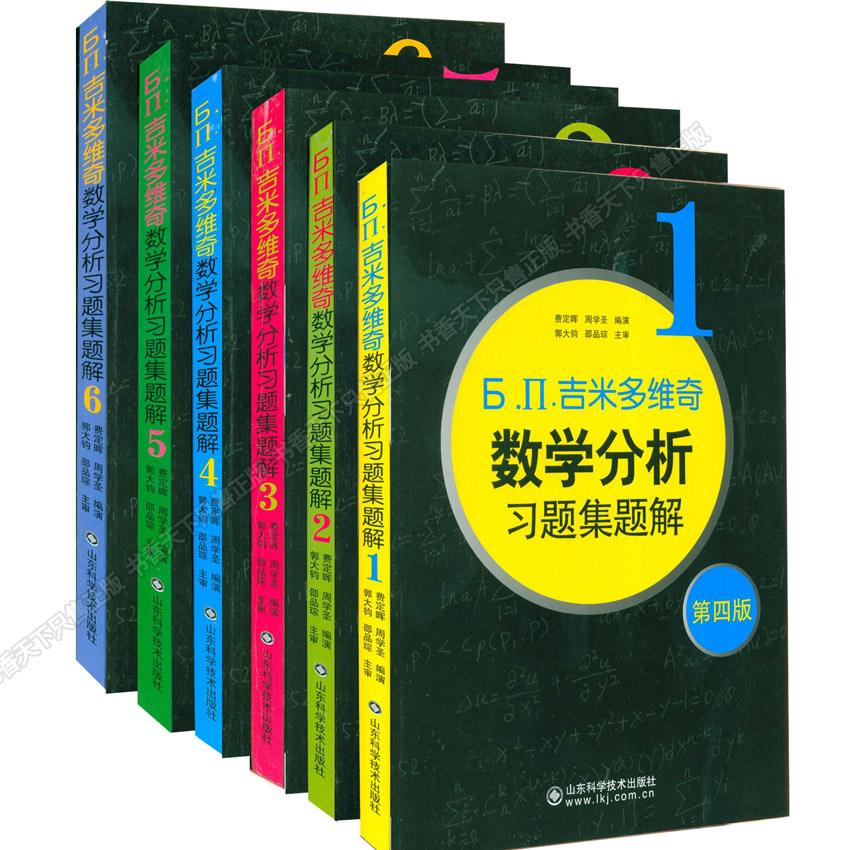 Б.П.吉米多维奇数学分析习题集题解 6
费定晖 周学圣 编演
郭大钧 邵品琮 主审
山东科学技术出版社
Б.П.吉米多维奇数学分析习题集题解 5
费定晖 周学圣 编演
郭大钧 邵品琮 主审
山东科学技术出版社
Б.П.吉米多维奇数学分析习题集题解 4
费定晖 周学圣 编演
郭大钧 邵品琮 主审
山东科学技术出版社
Б.П.吉米多维奇数学分析习题集题解 3
费定晖 周学圣 编演
郭大钧 邵品琮 主审
山东科学技术出版社
Б.П.吉米多维奇数学分析习题集题解 2
费定晖 周学圣 编演
郭大钧 邵品琮 主审
山东科学技术出版社
Б.П.吉米多维奇数学分析习题集题解 1
费定晖 周学圣 编演
郭大钧 邵品琮 主审
山东科学技术出版社
1
费定晖 周学圣 编演
郭大钧 邵品琮 主审
Б.П.吉米多维奇
数学分析
习题集题解
第四版
山东科学技术出版社
www.lkj.com.cn
书香天下只售正版